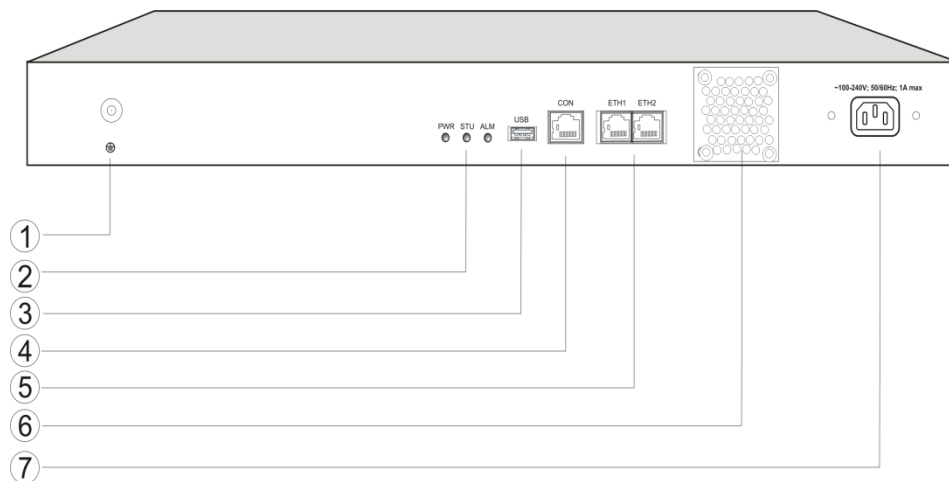 ~100-240V; 50/60Hz; 1A max
CON ETH1 ETH2
USB
PWR STU ALM
1
2
3
4
5
6
7